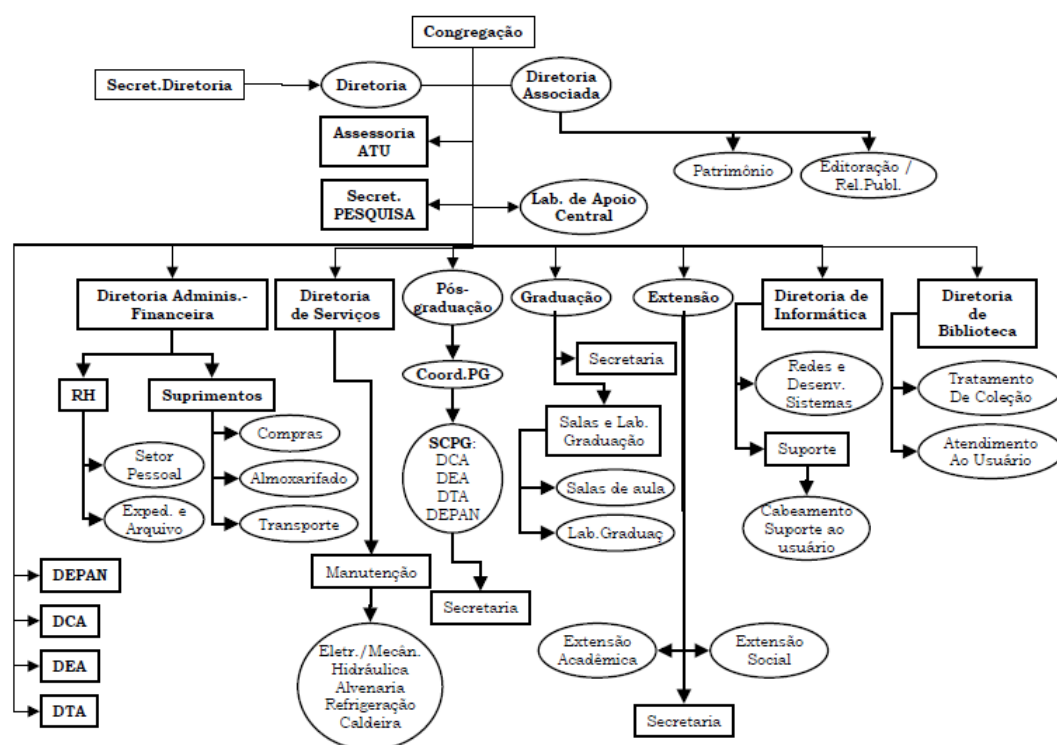 Congregação
Secret.Diretoria
Diretoria
Diretoria
Associada
Assessoria
ATU
Patrimônio
Editoração /
Rel.Publ.
Secret.
PESQUISA
Lab. de Apoio
Central
Diretoria Adminis.-
Financeira
Diretoria
de Serviços
Pós-
graduação
Graduação
Extensão
Diretoria de
Informática
Diretoria
de
Biblioteca
RH
Suprimentos
Coord.PG
Secretaria
Redes e
Desenv.
Sistemas
Tratamento
De Coleção
Setor
Pessoal
Compras
SCPG:
DCA
DEA
DTA
DEPAN
Salas e Lab.
Graduação
Suporte
Atendimento
Ao Usuário
Almoxarifado
Salas de aula
Exped. e
Arquivo
Transporte
Lab.Graduaç
Cabeamento
Suporte ao
usuário
DEPAN
Manutenção
Secretaria
DCA
DEA
DTA
Eletr./Mecân.
Hidráulica
Alvenaria
Refrigeração
Caldeira
Extensão
Acadêmica
Extensão
Social
Secretaria